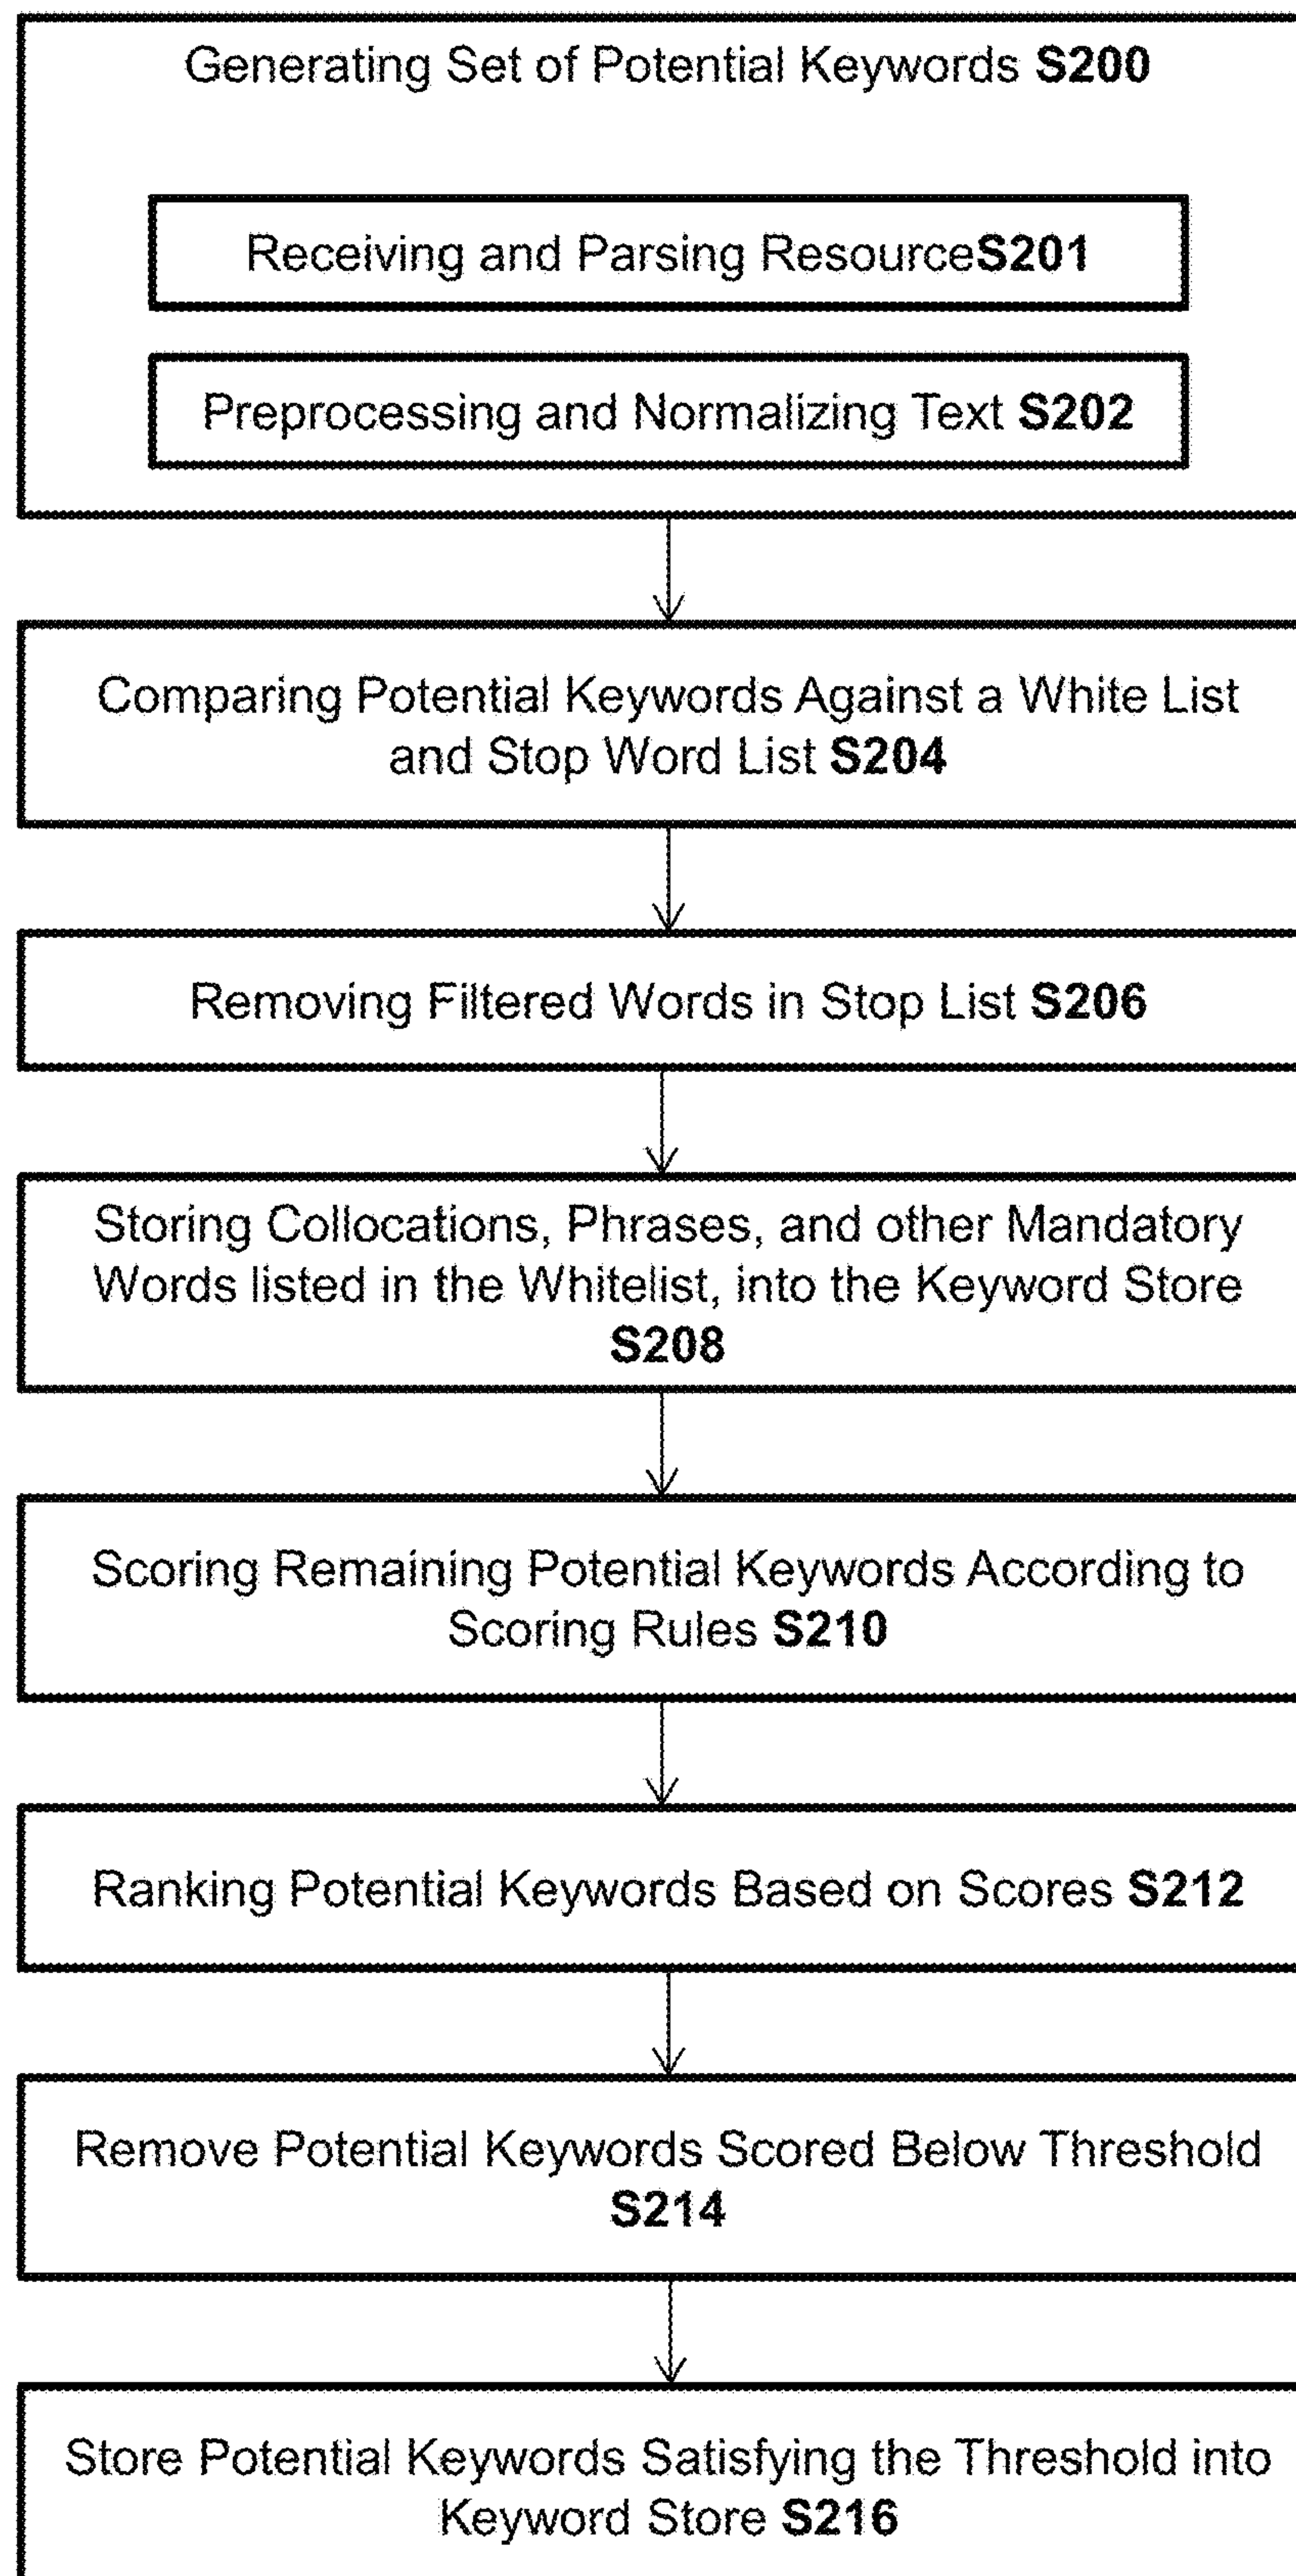 Generating Set of Potential Keywords S200
Receiving and Parsing ResourceS201
Preprocessing and Normalizing Text S202
Comparing Potential Keywords Against a White List
and Stop Word List S204
Removing Filtered Words in Stop List S206
Storing Collocations, Phrases, and other Mandatory
Words listed in the Whitelist, into the Keyword Store
S208
Scoring Remaining Potential Keywords According to
Scoring Rules S210
Ranking Potential Keywords Based on Scores S212
Remove Potential Keywords Scored Below Threshold
S214
Store Potential Keywords Satisfying the Threshold into
Keyword Store S216